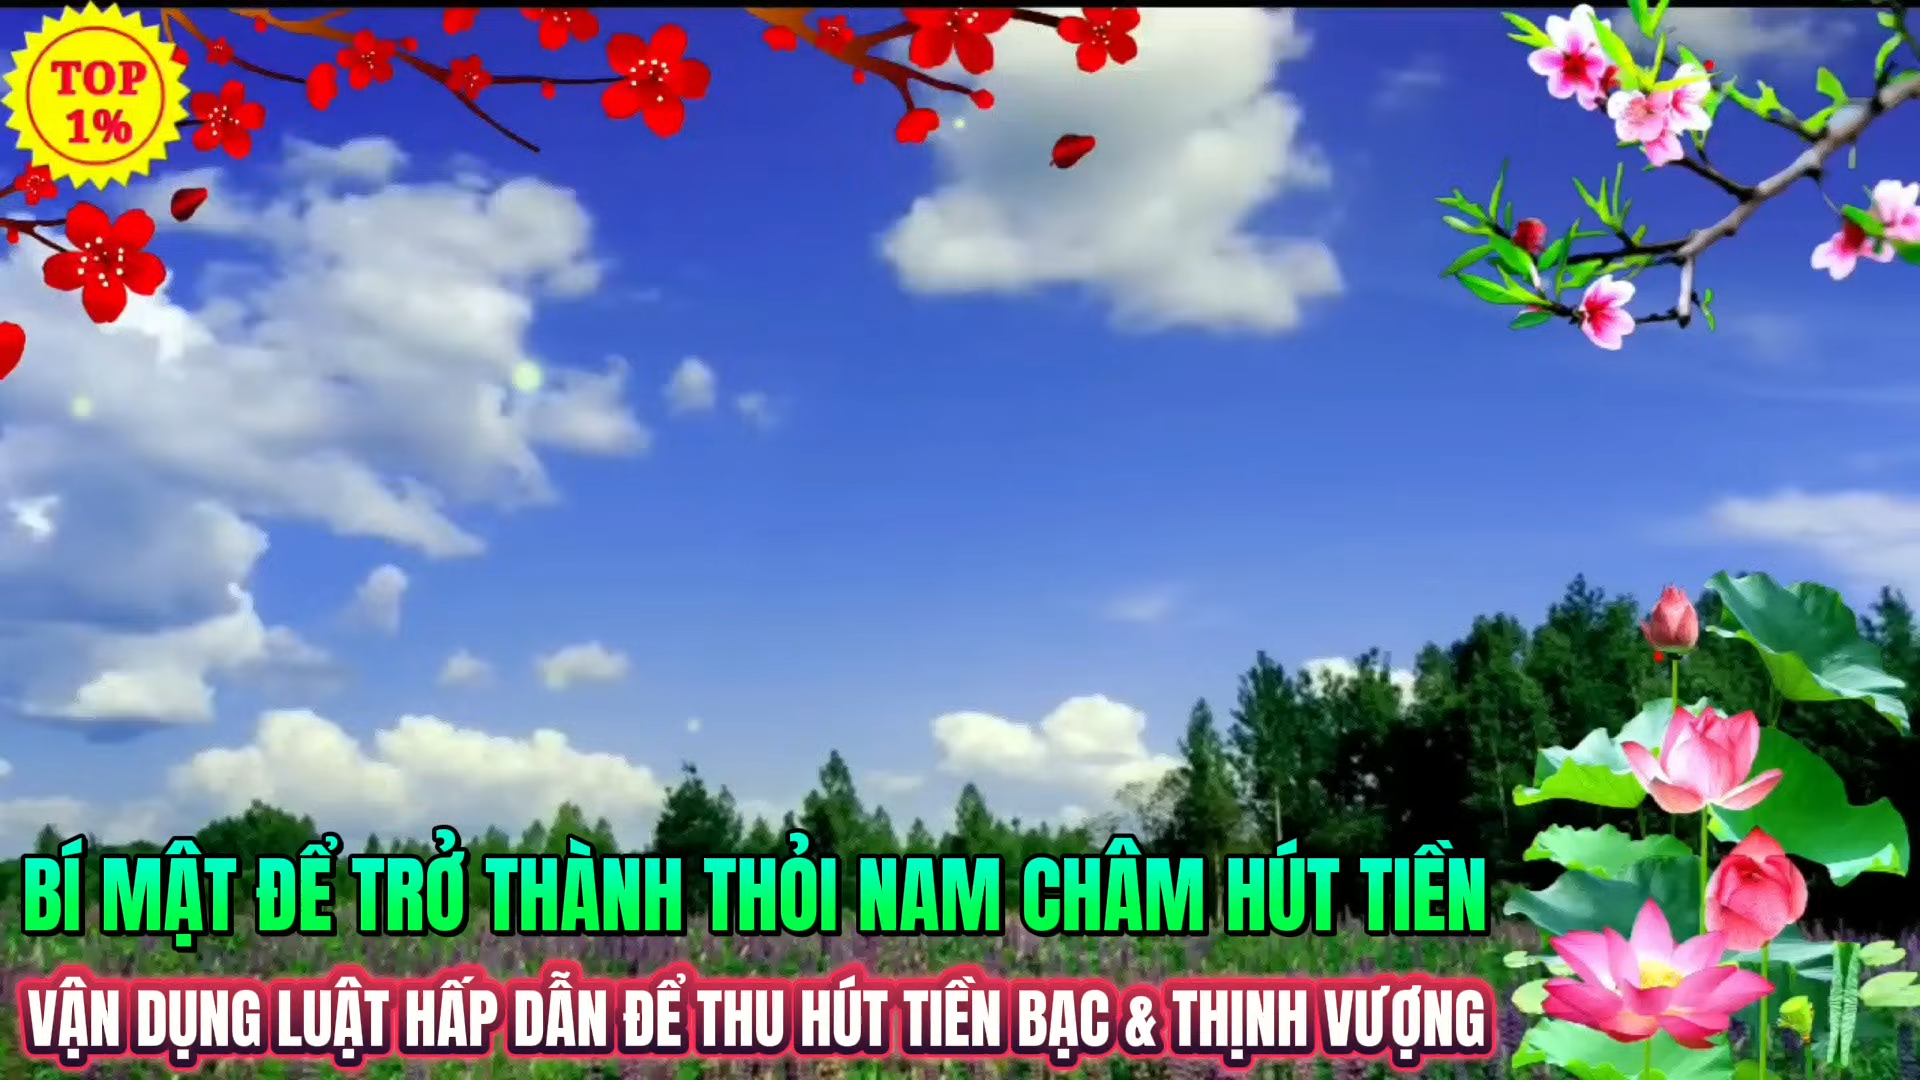 TOP
1%
BÍ MẬT ĐỂ TRỞ THÀNH THỎI NAM CHÂM HÚT TIỀN
VẬN DỤNG LUẬT HẤP DẪN ĐỂ THU HÚT TIỀN BẠC & THỊNH VƯỢNG